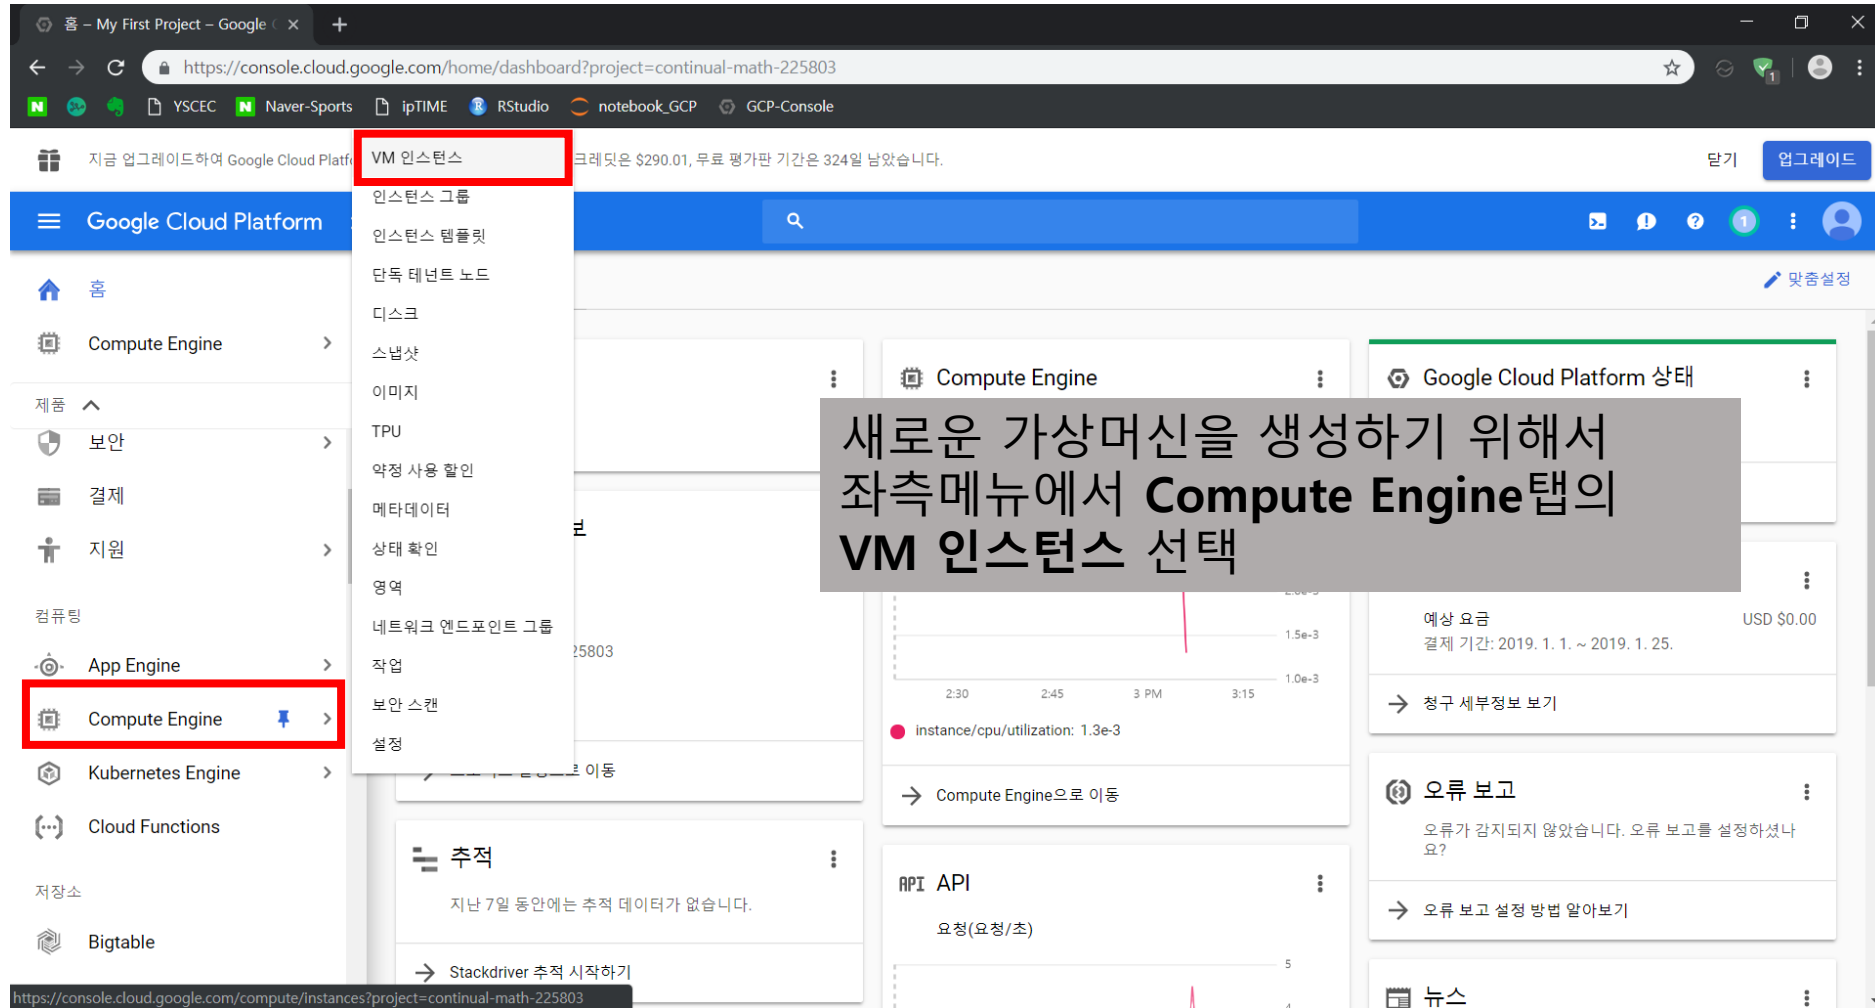 홈 – My First Project – Google
https://console.cloud.google.com/home/dashboard?project=continual-math-225803
YSCEC
Naver-Sports
ipTIME
RStudio
notebook_GCP
GCP-Console
지금 업그레이드하여 Google Cloud
크레딧은 $290.01, 무료 평가판 기간은 324일 남았습니다.
닫기
업그레이드
Google Cloud Platform
1
맞춤설정
VM 인스턴스
인스턴스 그룹
인스턴스 템플릿
단독 테넌트 노드
디스크
스냅샷
이미지
TPU
약정 사용 할인
메타데이터
상태 확인
영역
네트워크 엔드포인트 그룹
작업
보안 스캔
설정
홈
Compute Engine
제품
보안
결제
지원
컴퓨팅
App Engine
Compute Engine
Kubernetes Engine
Cloud Functions
저장소
Bigtable
https://console.cloud.google.com/compute/instances?project=continual-math-225803
보
25803
이동
추적
지난 7일 동안에는 추적 데이터가 없습니다.
Stackdriver 추적 시작하기
Compute Engine
새로운 가상머신을 생성하기 위해서
좌측메뉴에서 Compute Engine탭의
VM 인스턴스 선택
1.5e-3
1.0e-3
2:30
2:45
3 PM
3:15
instance/cpu/utilization: 1.3e-3
Compute Engine으로 이동
API API
요청(요청/초)
5
4
Google Cloud Platform 상태
예상 요금
USD $0.00
결제 기간: 2019. 1. 1. ~ 2019. 1. 25.
청구 세부정보 보기
오류 보고
오류가 감지되지 않았습니다. 오류 보고를 설정하셨나
요?
오류 보고 설정 방법 알아보기
뉴스